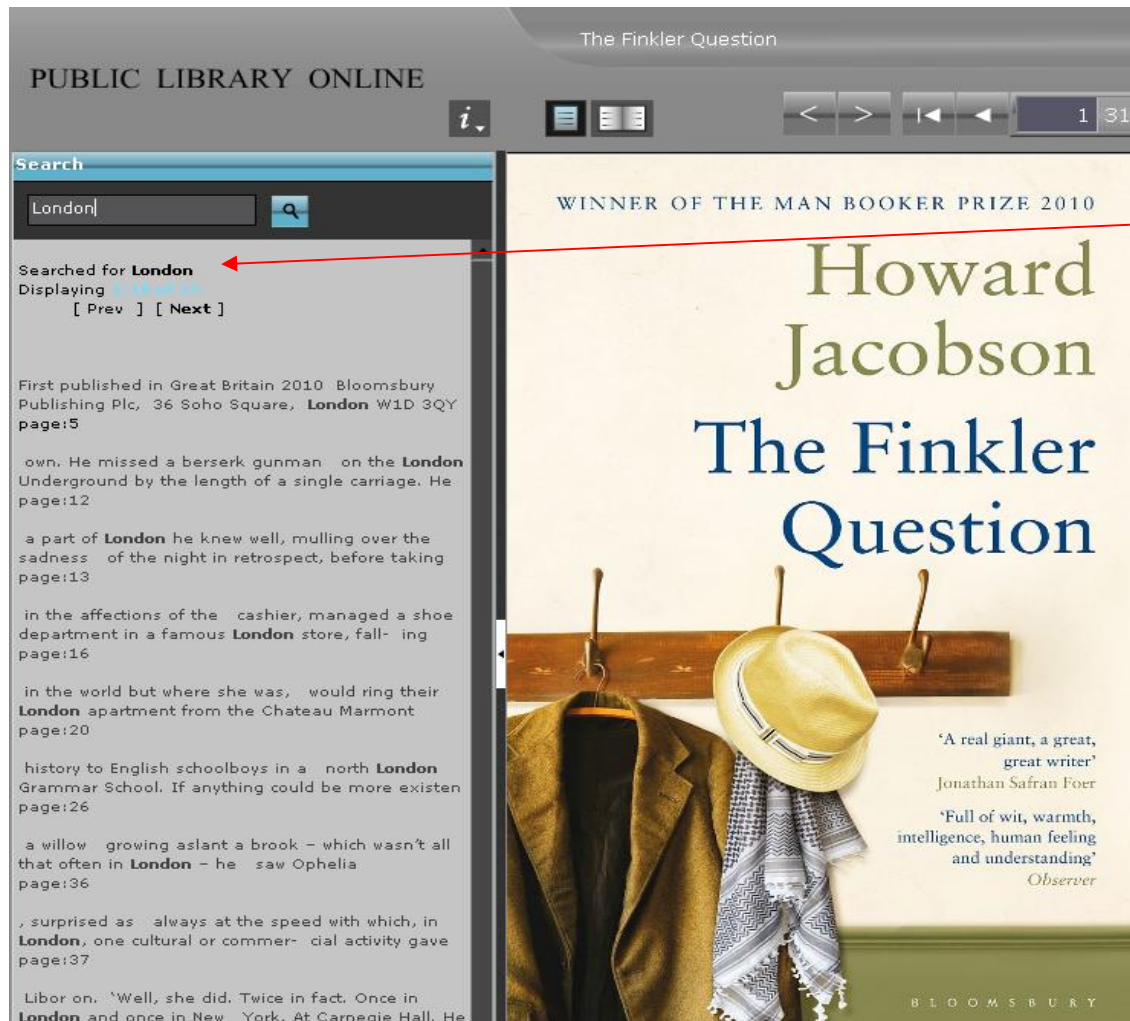 The Finkler Question
PUBLIC LIBRARY ONLINE
i
< > 1 31
Search
London
Searched for London
Displaying
[ Prev ] [ Next ]
First published in Great Britain 2010 Bloomsbury
Publishing Plc, 36 Soho Square, London W1D 3QY
page:5
own. He missed a berserk gunman on the London
Underground by the length of a single carriage. He
page:12
a part of London he knew well, mulling over the
sadness of the night in retrospect, before taking
page:13
in the affections of the cashier, managed a shoe
department in a famous London store, fall- ing
page:16
in the world but where she was, would ring their
London apartment from the Chateau Marmont
page:20
history to English schoolboys in a north London
Grammar School. If anything could be more existen
page:26
a willow growing aslant a brook – which wasn't all
that often in London – he saw Ophelia
page:36
, surprised as always at the speed with which, in
London, one cultural or commer- cial activity gave
page:37
Libor on. 'Well, she did. Twice in fact. Once in
London and once in New York. At Carnegie Hall. He
WINNER OF THE MAN BOOKER PRIZE 2010
Howard
Jacobson
The Finkler
Question
'A real giant, a great,
great writer'
Jonathan Safran Foer
'Full of wit, warmth,
intelligence, human feeling
and understanding'
Observer
BLOOMSBURY